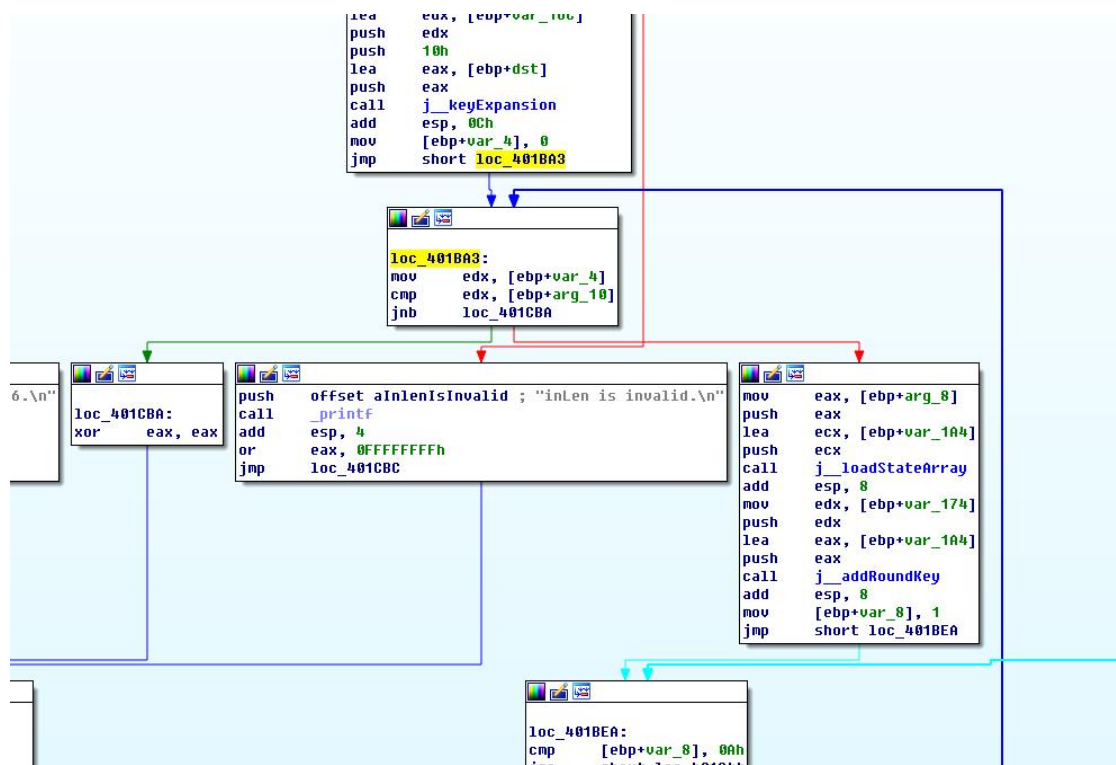 lea edx, [ebp+var_10C]
push edx
push 10h
lea eax, [ebp+dst]
push eax
call j__keyExpansion
add esp, 0Ch
mov [ebp+var_4], 0
jmp short loc_401BA3
loc_401BA3:
mov edx, [ebp+var_4]
cmp edx, [ebp+arg_10]
jnb loc_401CBA
6.\n"
loc_401CBA:
xor eax, eax
push offset aInlenIsInvalid ; "inLen is invalid.\n"
call _printf
add esp, 4
or eax, 0FFFFFFFFh
jmp loc_401CBC
mov eax, [ebp+arg_8]
push eax
lea ecx, [ebp+var_1A4]
push ecx
call j__loadStateArray
add esp, 8
mov edx, [ebp+var_174]
push edx
lea eax, [ebp+var_1A4]
push eax
call j__addRoundKey
add esp, 8
mov [ebp+var_8], 1
jmp short loc_401BEA
loc_401BEA:
cmp [ebp+var_8], 0Ah